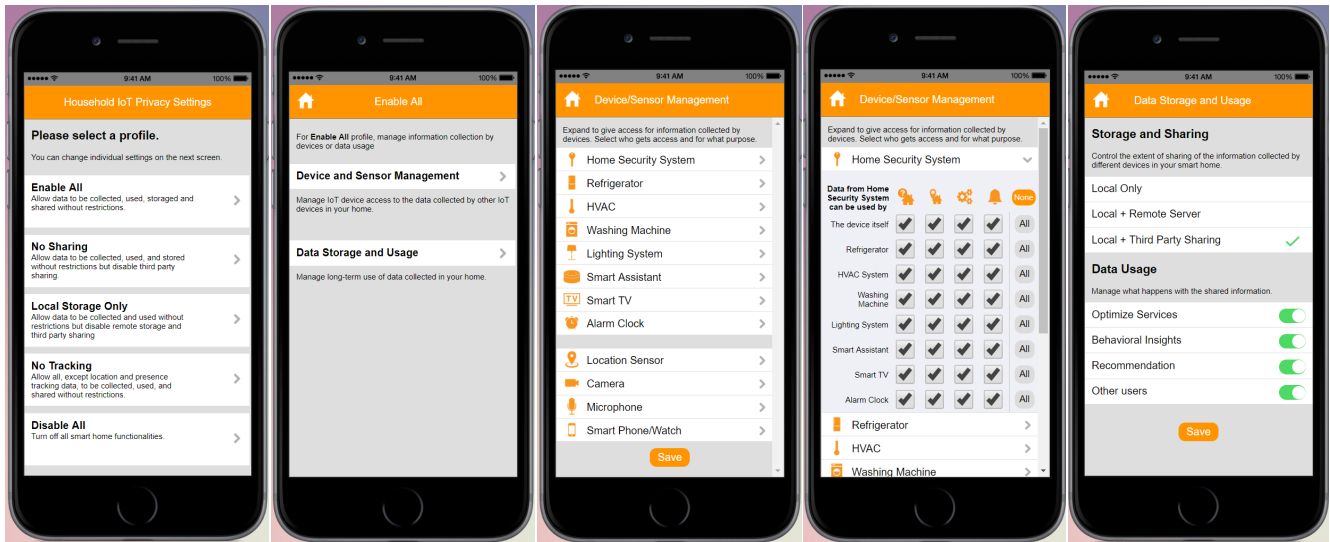 9:41 AM
100%
Household IoT Privacy Settings
Please select a profile.
You can change individual settings on the next screen.
Enable All
Allow data to be collected, used, storaged and
shared without restrictions.
No Sharing
Allow data to be collected, used, and stored
without restrictions but disable third party
sharing.
Local Storage Only
Allow data to be collected and used without
restrictions but disable remote storage and
third party sharing
No Tracking
Allow all, except location and presence
tracking data, to be collected, used, and
shared without restrictions.
Disable All
Turn off all smart home functionalities.
9:41 AM
100%
Enable All
For Enable All profile, manage information collection by
devices or data usage
Device and Sensor Management
Manage IoT device access to the data collected by other IoT
devices in your home.
Data Storage and Usage
Manage long-term use of data collected in your home.
9:41 AM
100%
Device/Sensor Management
Expand to give access for information collected by
devices. Select who gets access and for what purpose.
Home Security System
Refrigerator
HVAC
Washing Machine
Lighting System
Smart Assistant
TV Smart TV
Alarm Clock
Location Sensor
Camera
Microphone
Smart Phone/Watch
Save
9:41 AM
100%
Device/Sensor Management
Expand to give access for information collected by
devices. Select who gets access and for what purpose.
Home Security System
Data from Home
Security System
can be used by
None
The device itself All
Refrigerator All
HVAC System All
Washing
Machine All
Lighting System All
Smart Assistant All
Smart TV All
Alarm Clock All
Refrigerator
HVAC
Washing Machine
9:41 AM
100%
Data Storage and Usage
Storage and Sharing
Control the extent of sharing of the information collected by
different devices in your smart home.
Local Only
Local + Remote Server
Local + Third Party Sharing
Data Usage
Manage what happens with the shared information.
Optimize Services
Behavioral Insights
Recommendation
Other users
Save